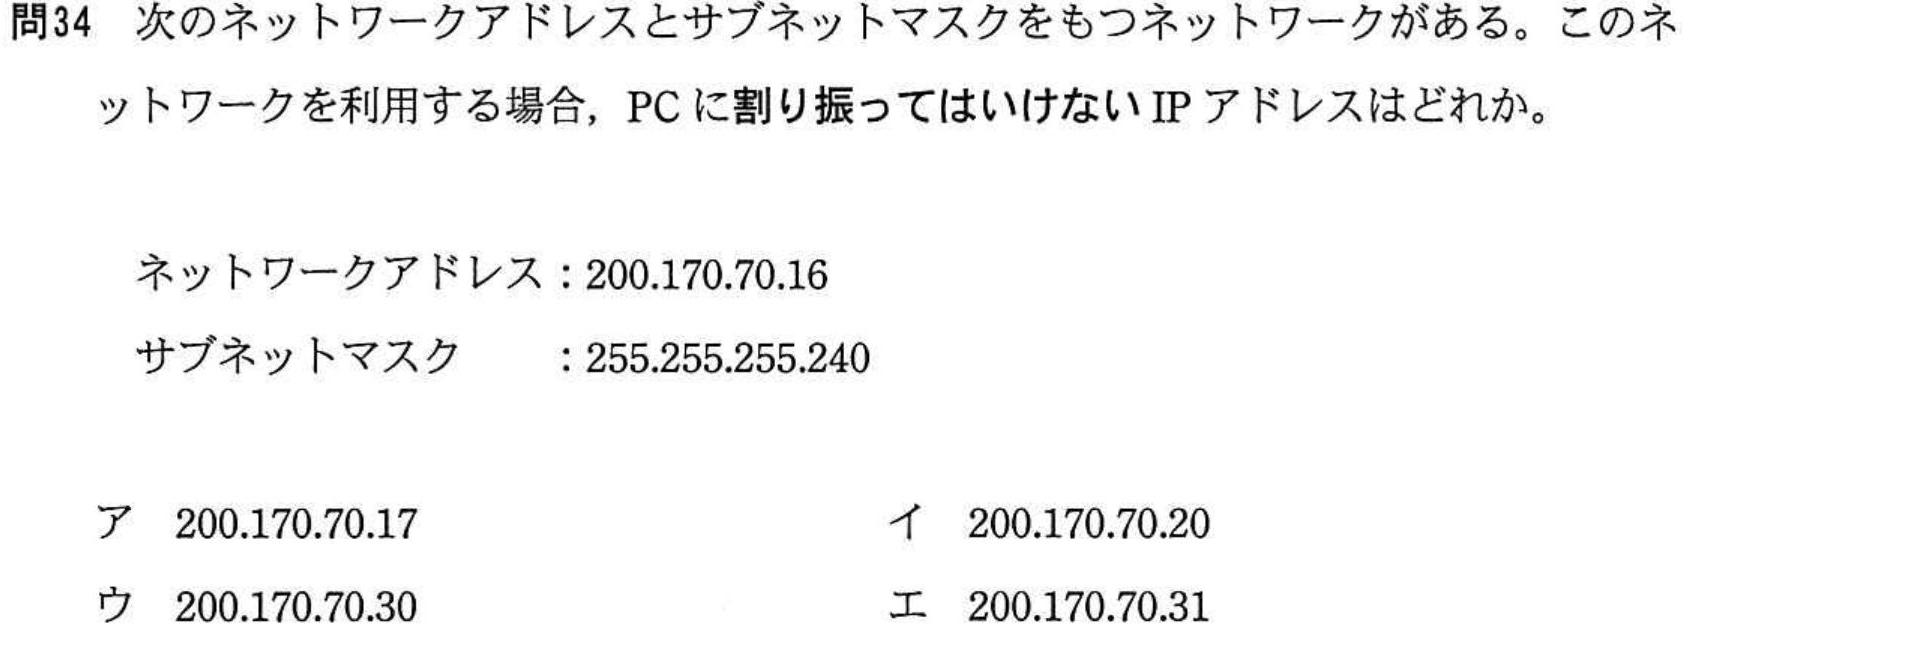 問34 次のネットワークアドレスとサブネットマスクをもつネットワークがある。このネ
ットワークを利用する場合，PC に割り振ってはいけない IP アドレスはどれか。
ネットワークアドレス：200.170.70.16
サブネットマスク　　：255.255.255.240
ア 200.170.70.17 イ 200.170.70.20
ウ 200.170.70.30 エ 200.170.70.31